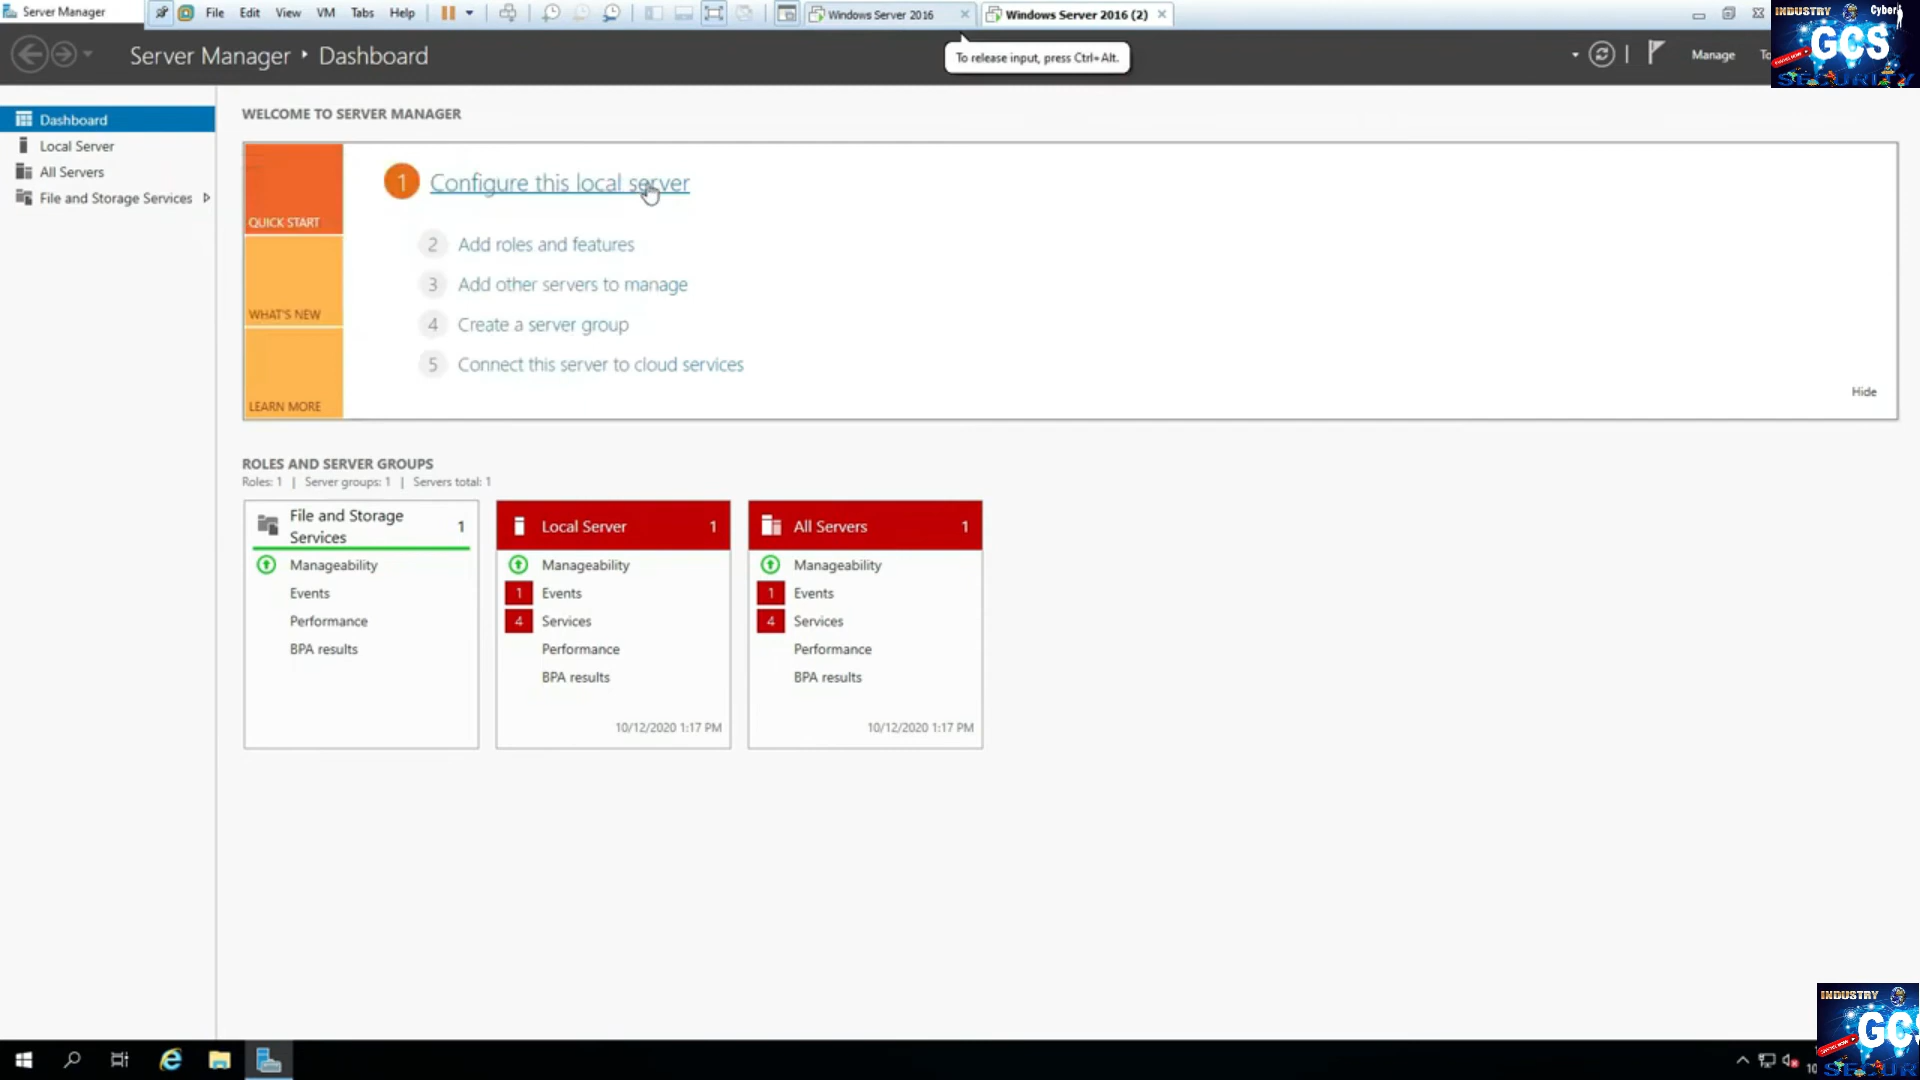 Server Manager
File Edit View VM Tabs Help
Windows Server 2016
Windows Server 2016 (2)
INDUSTRY Cyber
GCS
SECURITY
Server Manager ‣ Dashboard
To release input, press Ctrl+Alt.
Manage
Dashboard
Local Server
All Servers
File and Storage Services
WELCOME TO SERVER MANAGER
QUICK START
WHAT'S NEW
LEARN MORE
1 Configure this local server
2 Add roles and features
3 Add other servers to manage
4 Create a server group
5 Connect this server to cloud services
Hide
ROLES AND SERVER GROUPS
Roles: 1 | Server groups: 1 | Servers total: 1
File and Storage Services 1
Manageability
Events
Performance
BPA results
Local Server 1
Manageability
1 Events
4 Services
Performance
BPA results
10/12/2020 1:17 PM
All Servers 1
Manageability
1 Events
4 Services
Performance
BPA results
10/12/2020 1:17 PM
INDUSTRY
GCS
SECUR